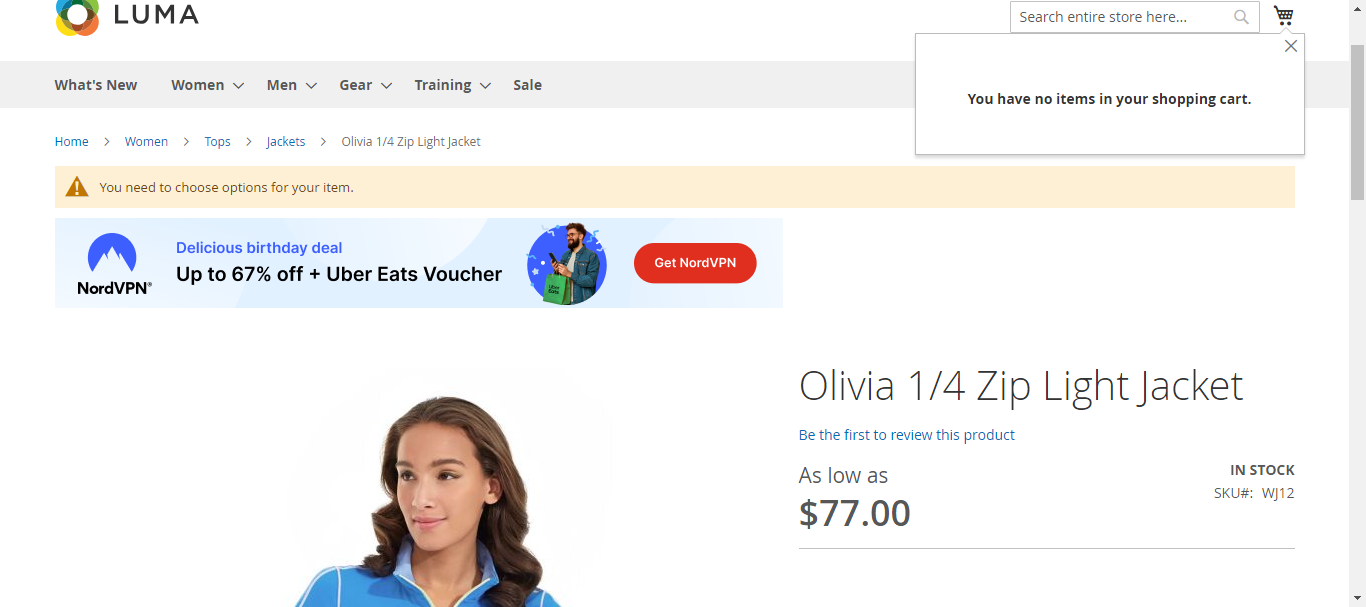 LUMA
Search entire store here...
You have no items in your shopping cart.
What's New Women Men Gear Training Sale
Home Women Tops Jackets Olivia 1/4 Zip Light Jacket
You need to choose options for your item.
NordVPN®
Delicious birthday deal
Up to 67% off + Uber Eats Voucher
Uber Eats
Get NordVPN
Olivia 1/4 Zip Light Jacket
Be the first to review this product
As low as
$77.00
IN STOCK
SKU#: WJ12